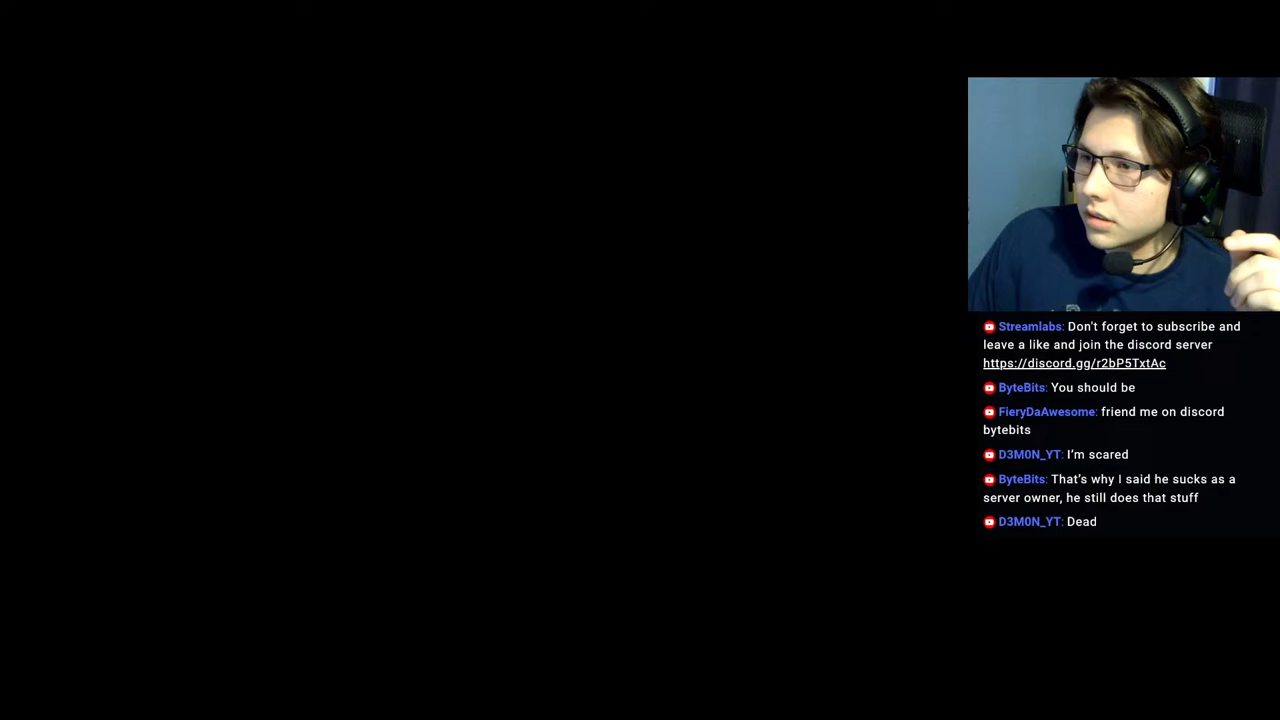 Streamlabs: Don't forget to subscribe and
leave a like and join the discord server
https://discord.gg/r2bP5TxtAc
ByteBits: You should be
FieryDaAwesome: friend me on discord
bytebits
D3M0N_YT: I'm scared
ByteBits: That's why I said he sucks as a
server owner, he still does that stuff
D3M0N_YT: Dead